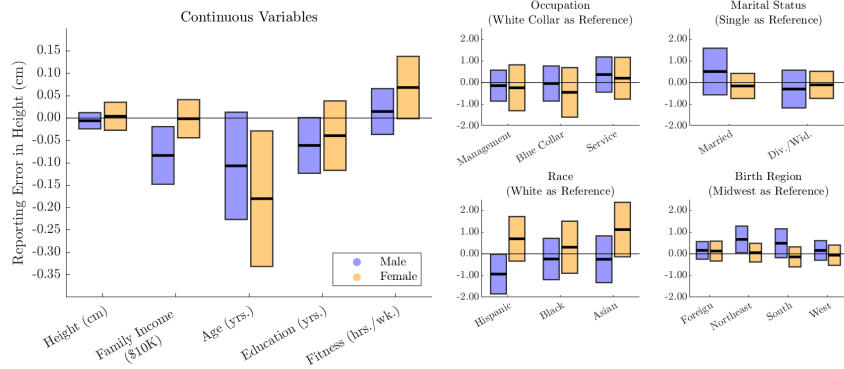 Continuous Variables
Reporting Error in Height (cm)
0.15
0.10
0.05
0.00
-0.05
-0.10
-0.15
-0.20
-0.25
-0.30
-0.35
Height (cm)
Family Income
($10K)
Age (yrs.)
Education (yrs.)
Fitness (hrs./wk.)
Male
Female
Occupation
(White Collar as Reference)
2.00
1.00
0.00
-1.00
-2.00
Management
Blue Collar
Service
Marital Status
(Single as Reference)
2.00
1.00
0.00
-1.00
-2.00
Married
Div./Wid.
Race
(White as Reference)
2.00
1.00
0.00
-1.00
-2.00
Hispanic
Black
Asian
Birth Region
(Midwest as Reference)
2.00
1.00
0.00
-1.00
-2.00
Foreign
Northeast
South
West